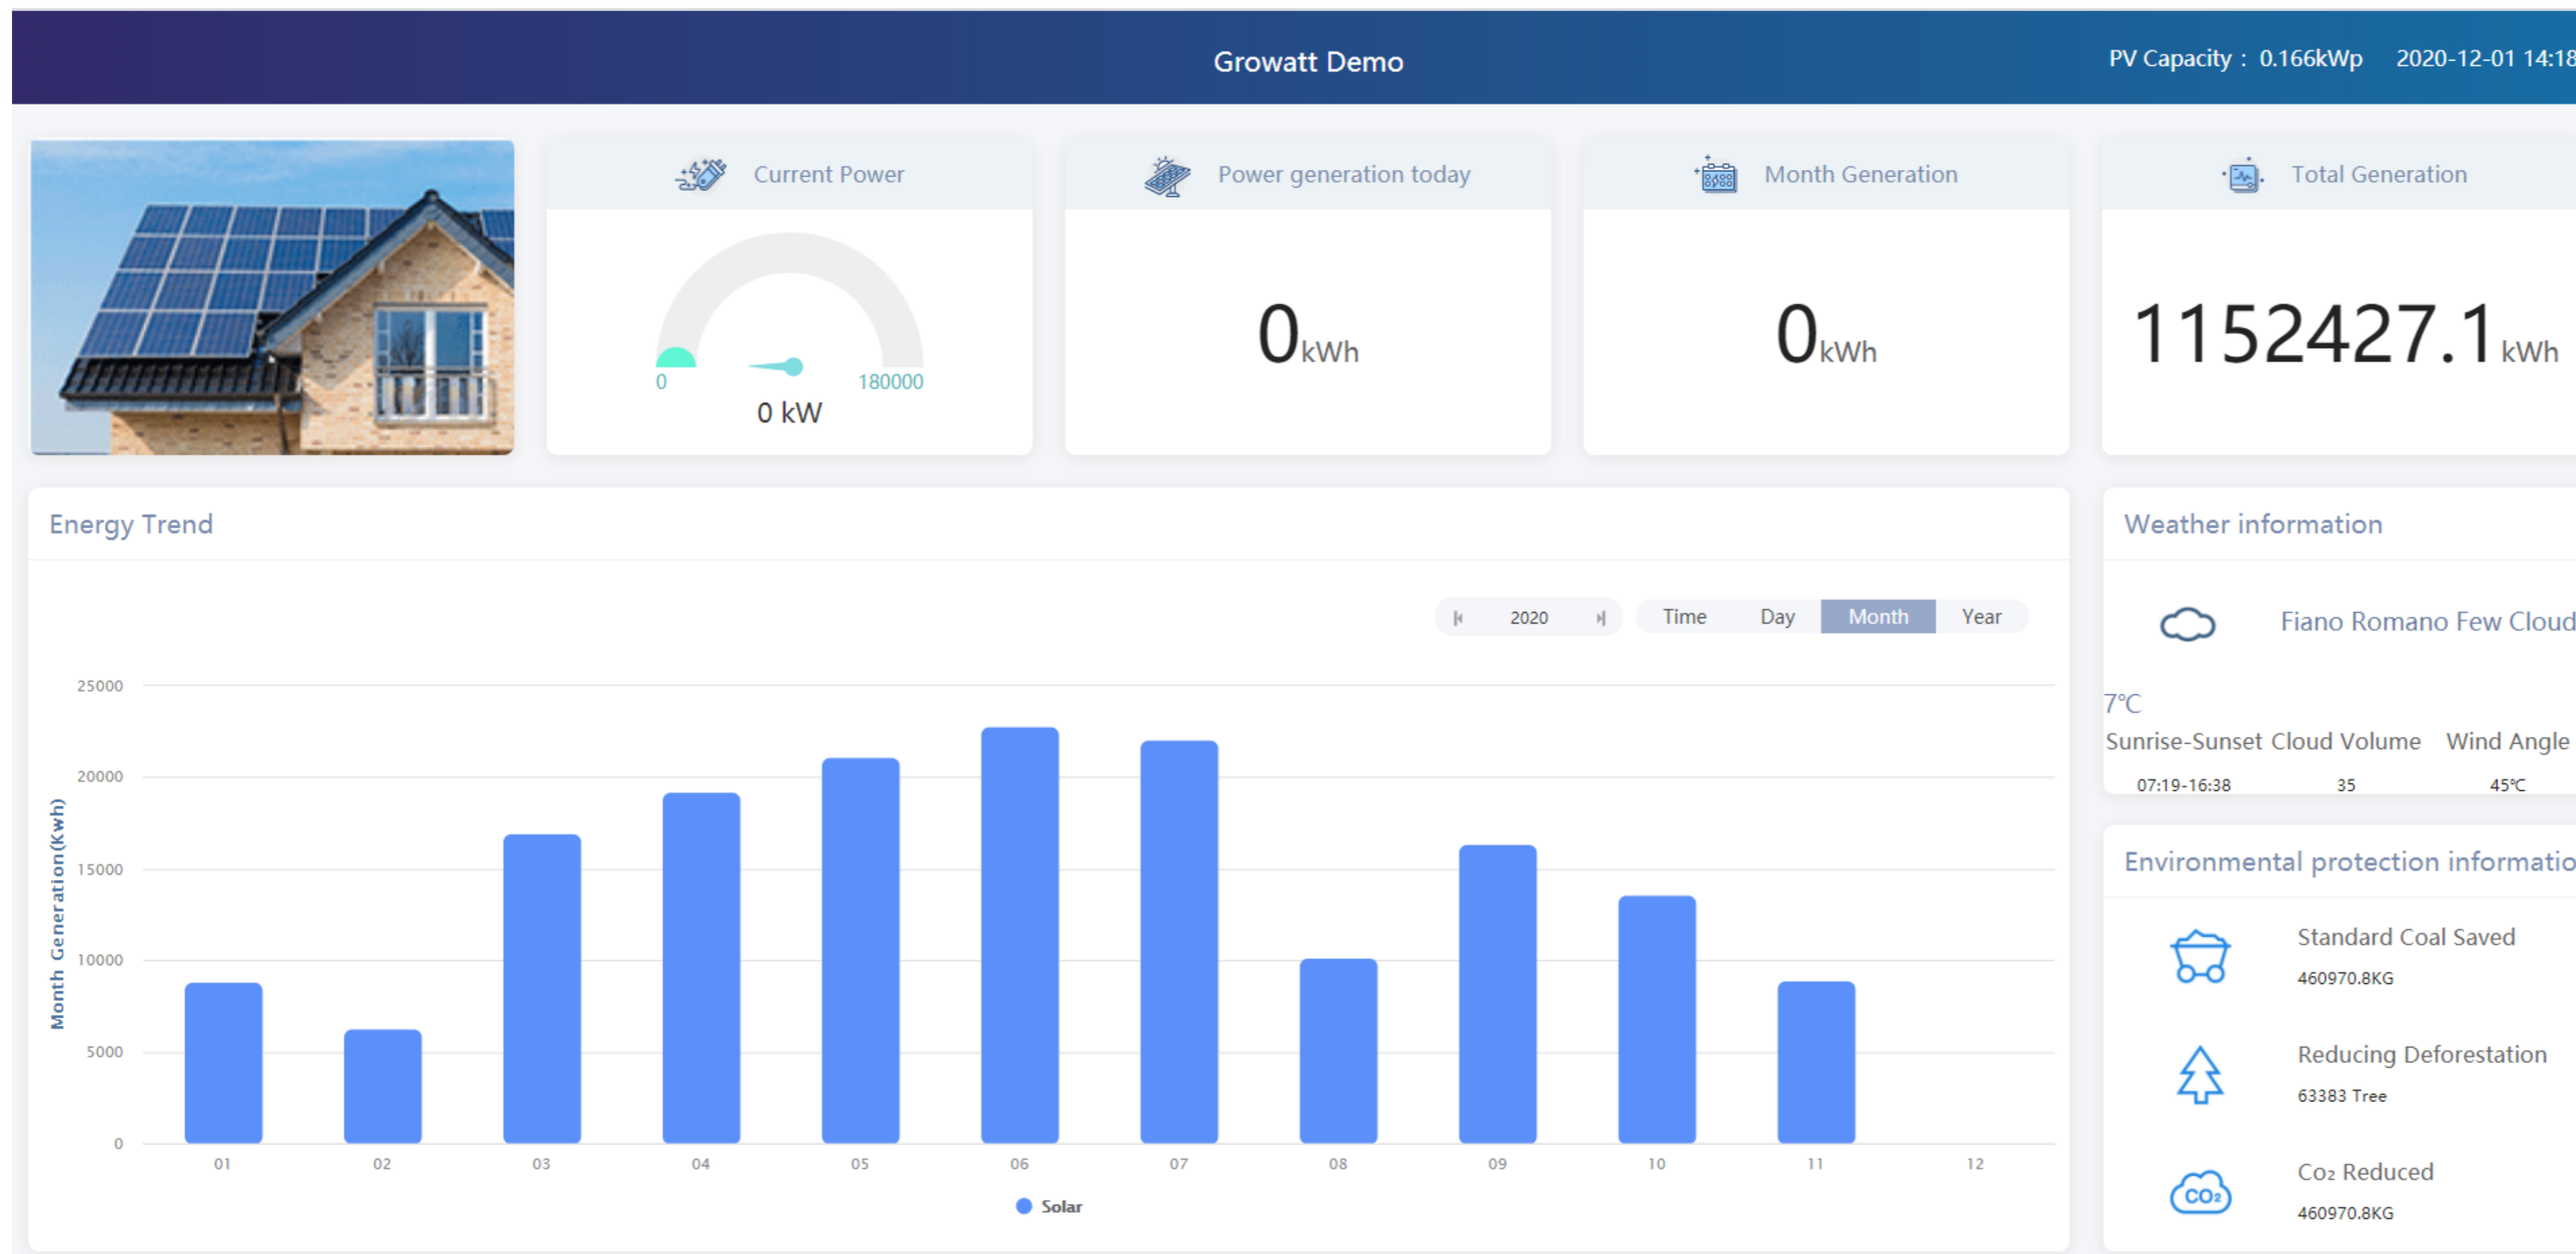 Growatt Demo
PV Capacity : 0.166kWp 2020-12-01 14:18
Current Power
0
180000
0 kW
Power generation today
0kWh
Month Generation
0kWh
Total Generation
1152427.1kWh
Energy Trend
2020
Time Day Month Year
Month Generation(Kwh)
25000
20000
15000
10000
5000
0
01 02 03 04 05 06 07 08 09 10 11 12
Solar
Weather information
Fiano Romano Few Cloud
7℃
Sunrise-Sunset Cloud Volume Wind Angle
07:19-16:38 35 45℃
Environmental protection informatio
Standard Coal Saved
460970.8KG
Reducing Deforestation
63383 Tree
CO₂
Co₂ Reduced
460970.8KG